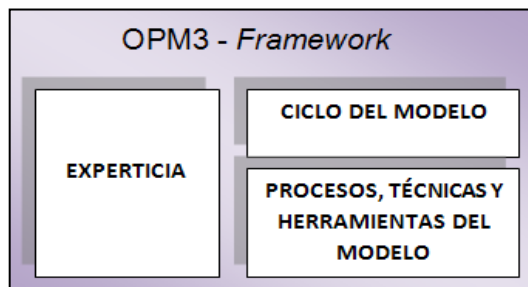 OPM3 - Framework
EXPERTICIA
CICLO DEL MODELO
PROCESOS, TÉCNICAS Y
HERRAMIENTAS DEL
MODELO